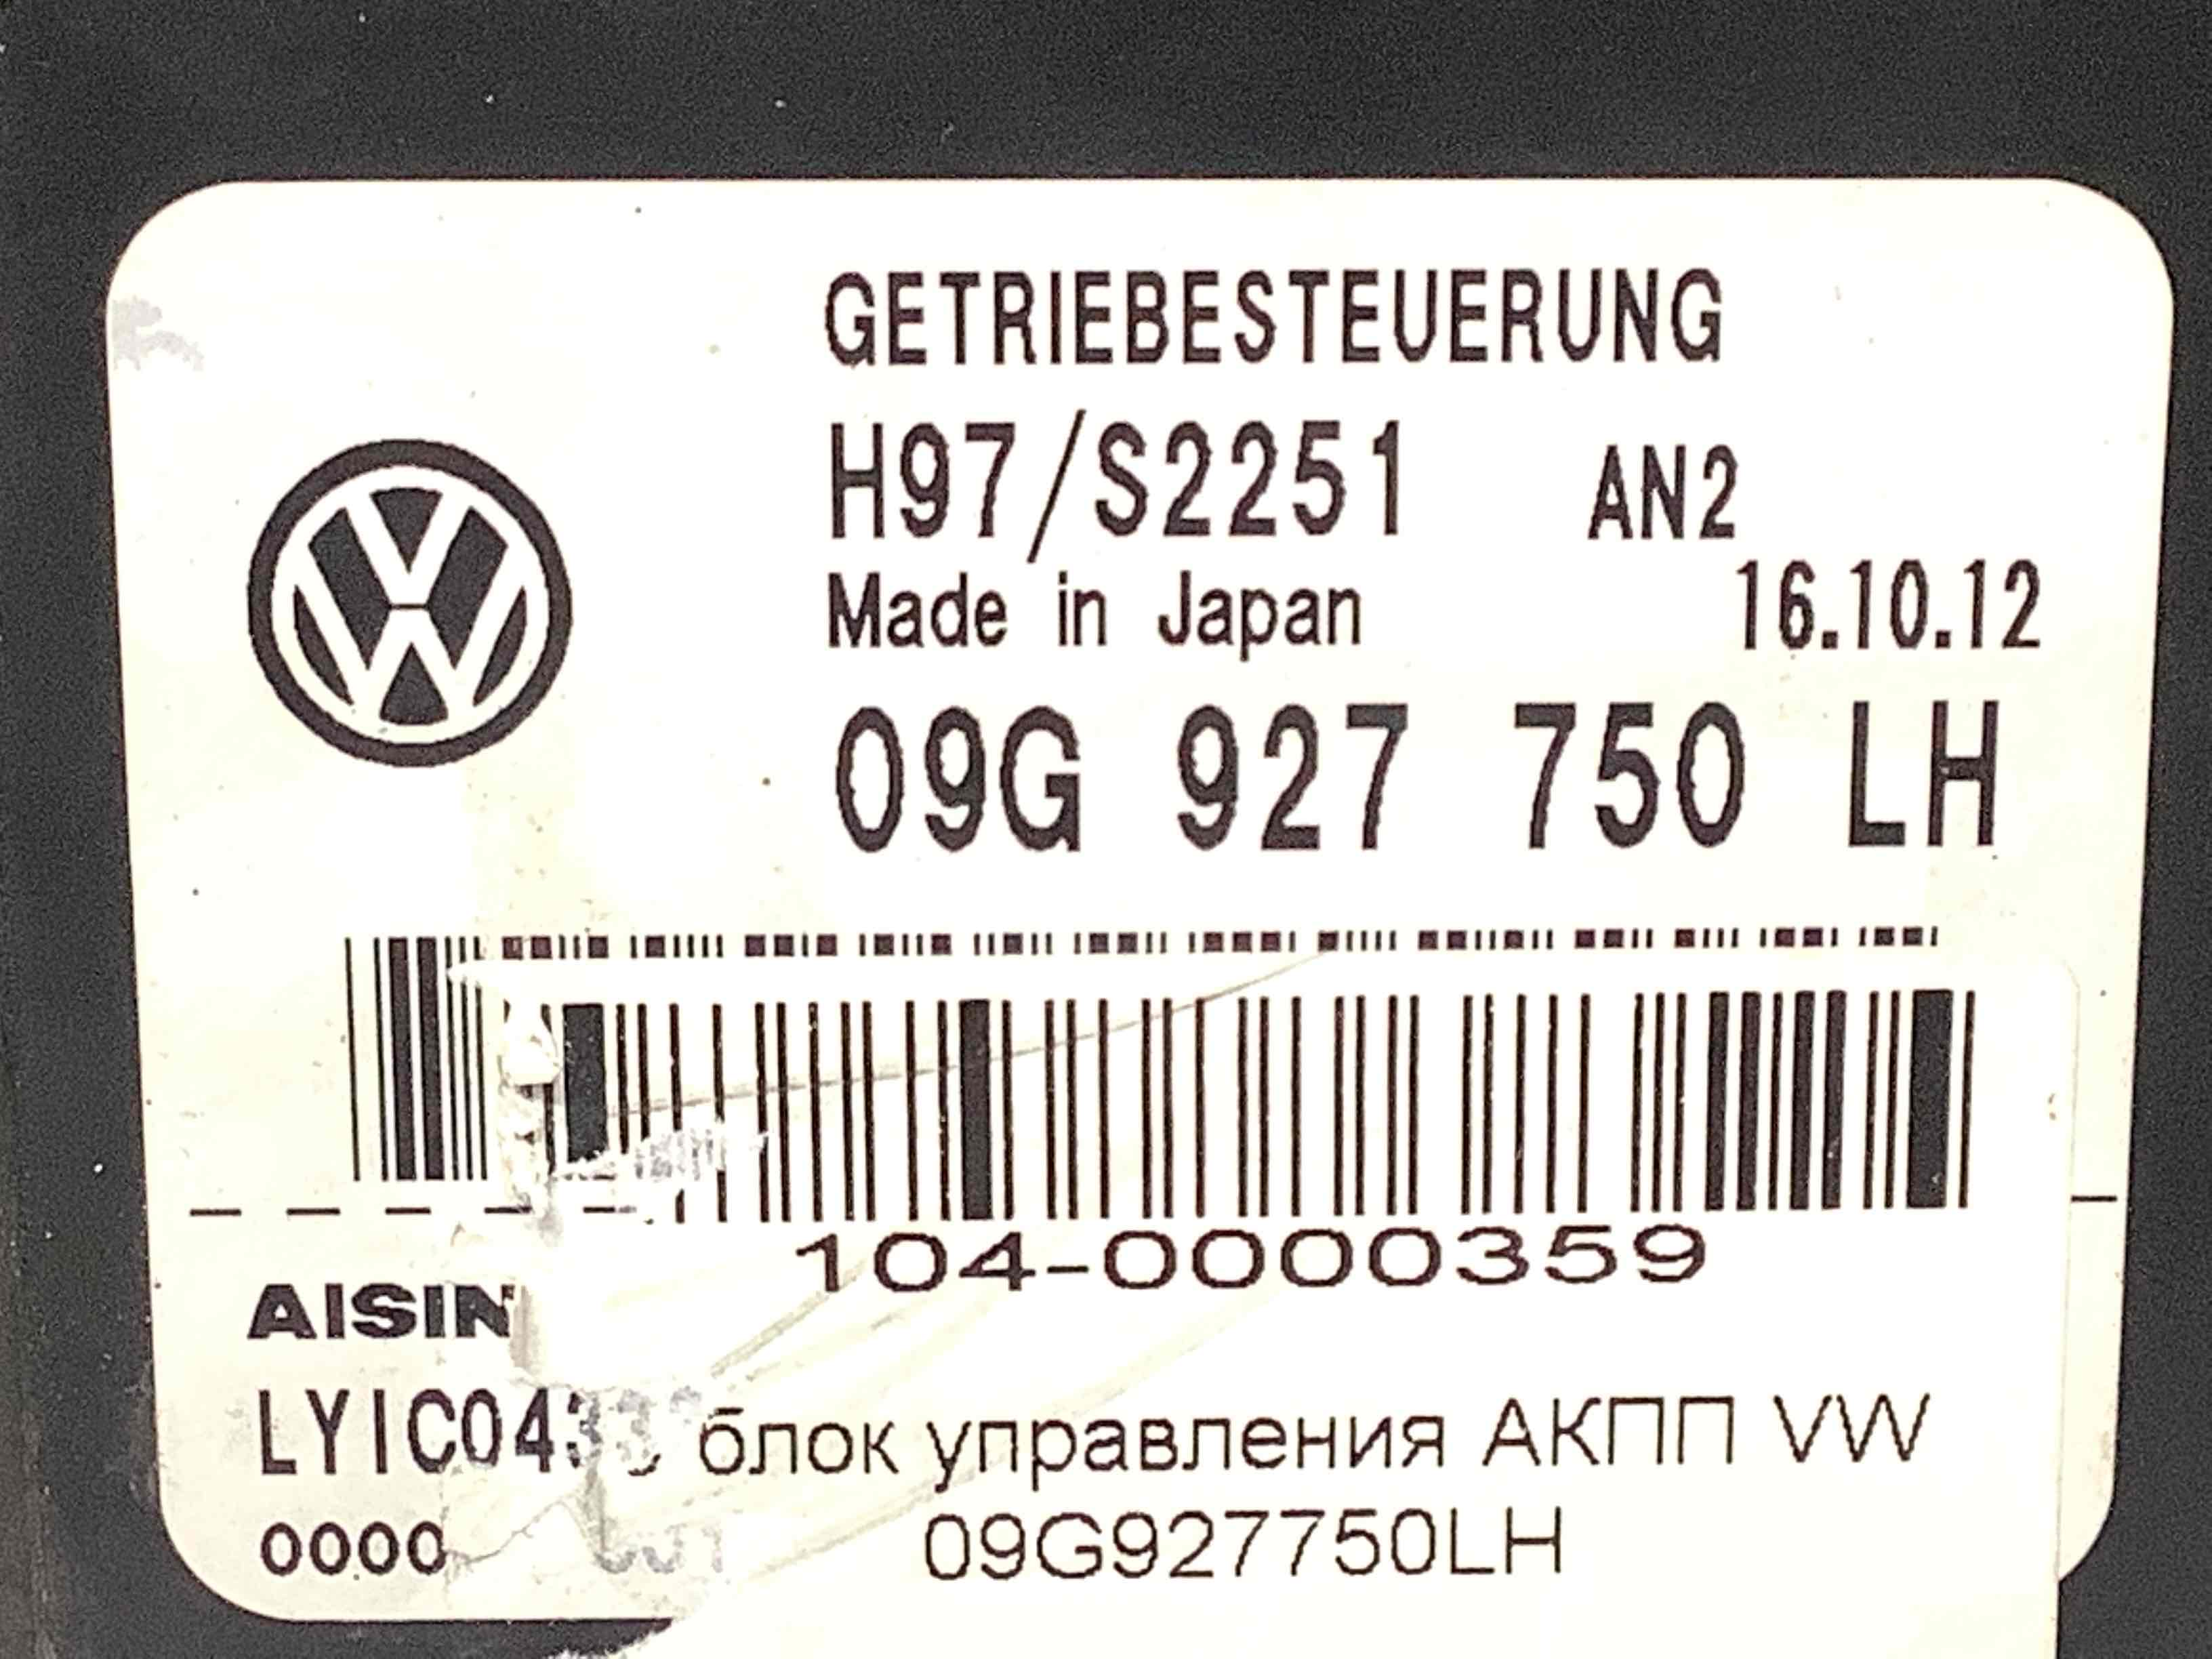 GETRIEBESTEUERUNG
H97/S2251 AN2
Made in Japan 16.10.12
09G 927 750 LH
104-0000359
AISIN
блок управления АКПП VW
0000
09G927750LH